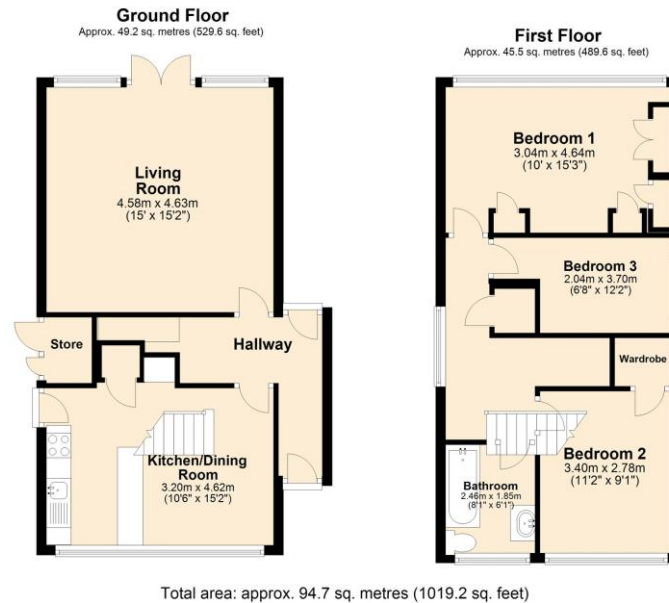 Ground Floor
Approx. 49.2 sq. metres (529.6 sq. feet)
Living
Room
4.58m x 4.63m
(15' x 15'2")
Store
Hallway
Kitchen/Dining
Room
3.20m x 4.62m
(10'6" x 15'2")
First Floor
Approx. 45.5 sq. metres (489.6 sq. feet)
Bedroom 1
3.04m x 4.64m
(10' x 15'3")
Bedroom 3
2.04m x 3.70m
(6'8" x 12'2")
Wardrobe
Bedroom 2
3.40m x 2.78m
(11'2" x 9'1")
Bathroom
2.46m x 1.85m
(8'1" x 6'1")
Total area: approx. 94.7 sq. metres (1019.2 sq. feet)